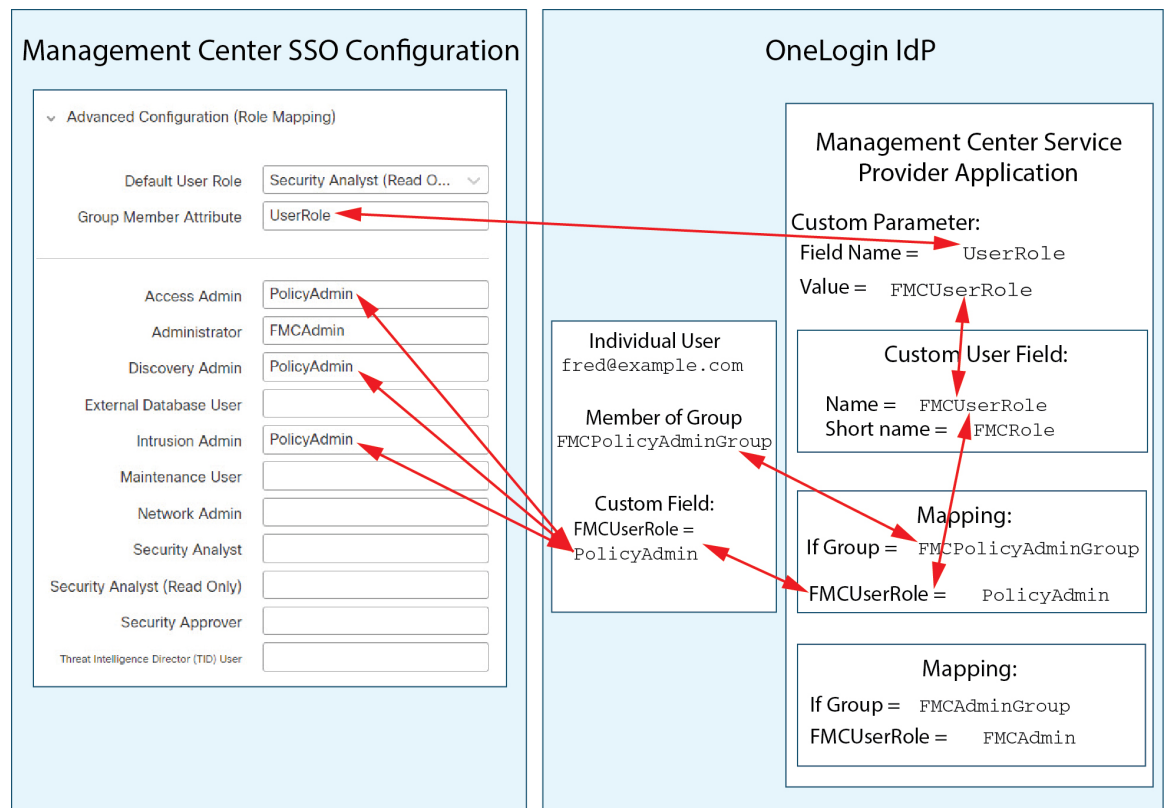 Management Center SSO Configuration
Advanced Configuration (Role Mapping)
Default User Role Security Analyst (Read O...
Group Member Attribute UserRole
Access Admin PolicyAdmin
Administrator FMCAdmin
Discovery Admin PolicyAdmin
External Database User
Intrusion Admin PolicyAdmin
Maintenance User
Network Admin
Security Analyst
Security Analyst (Read Only)
Security Approver
Threat Intelligence Director (TID) User
OneLogin IdP
Individual User
fred@example.com
Member of Group
FMCPolicyAdminGroup
Custom Field:
FMCUserRole =
PolicyAdmin
Management Center Service
Provider Application
Custom Parameter:
Field Name = UserRole
Value = FMCUserRole
Custom User Field:
Name = FMCUserRole
Short name = FMCRole
Mapping:
If Group = FMCPolicyAdminGroup
FMCUserRole = PolicyAdmin
Mapping:
If Group = FMCAdminGroup
FMCUserRole = FMCAdmin